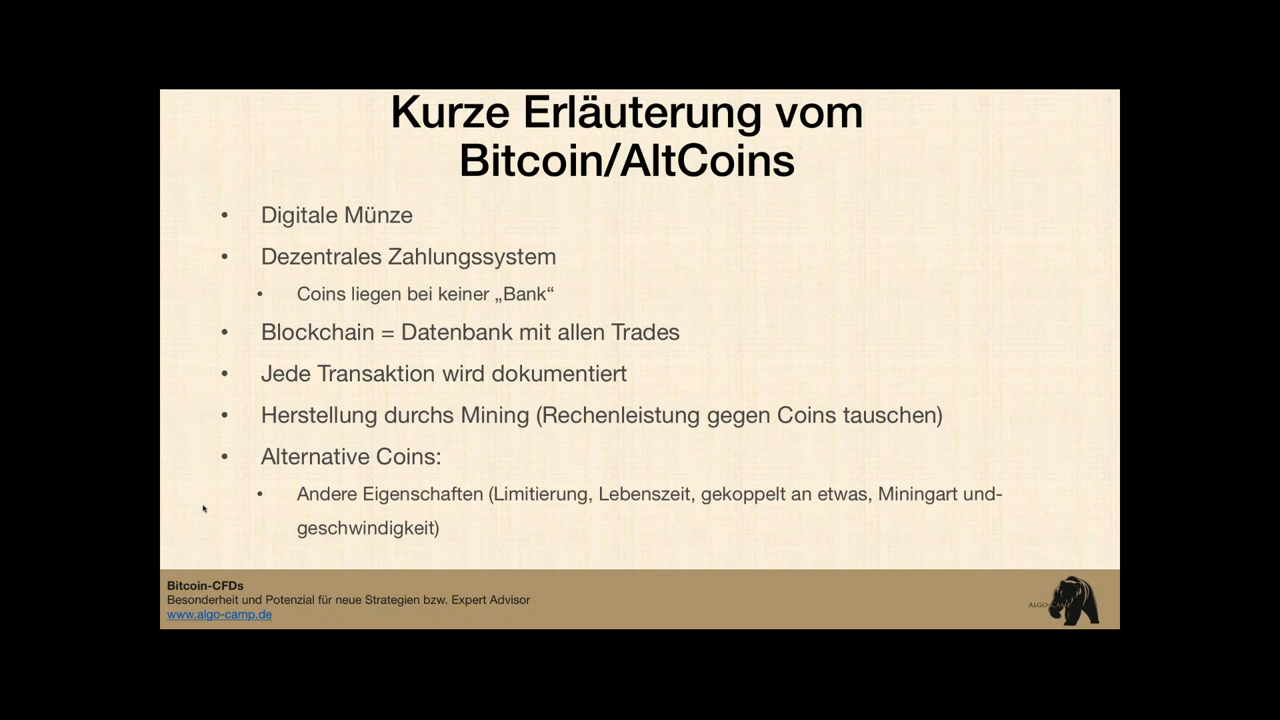 Kurze Erläuterung vom
Bitcoin/AltCoins
• Digitale Münze
• Dezentrales Zahlungssystem
• Coins liegen bei keiner „Bank“
• Blockchain = Datenbank mit allen Trades
• Jede Transaktion wird dokumentiert
• Herstellung durchs Mining (Rechenleistung gegen Coins tauschen)
• Alternative Coins:
• Andere Eigenschaften (Limitierung, Lebenszeit, gekoppelt an etwas, Miningart und-
geschwindigkeit)
Bitcoin-CFDs
Besonderheit und Potenzial für neue Strategien bzw. Expert Advisor
www.algo-camp.de
ALGO-CAMP